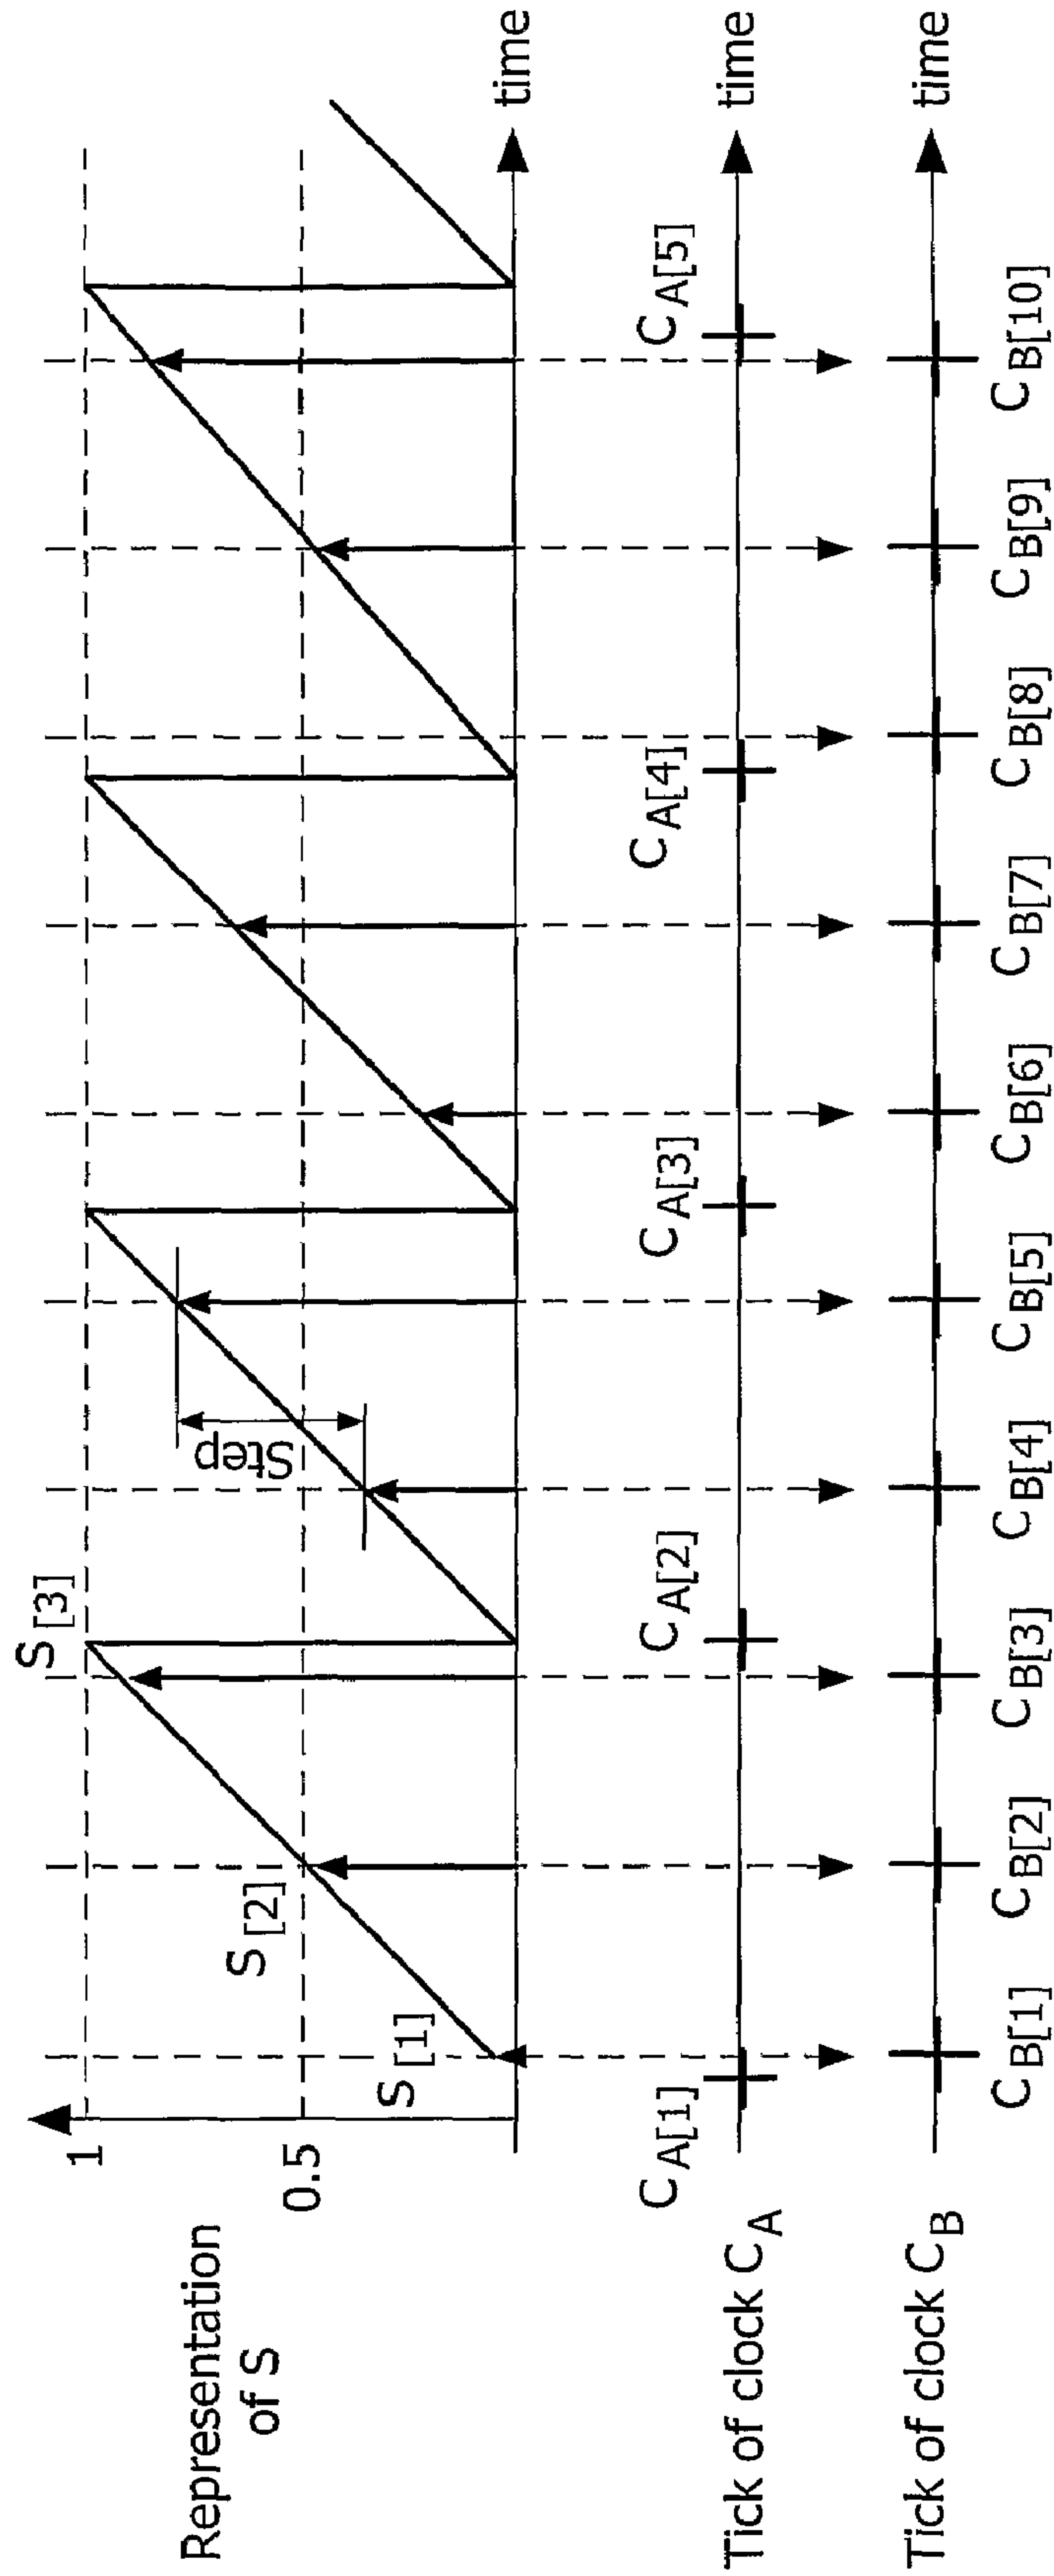 Representation
of S
1
0.5
S[1]
S[2]
S[3]
Step
time
Tick of clock CA
CA[1]
CA[2]
CA[3]
CA[4]
CA[5]
time
Tick of clock CB
CB[1]
CB[2]
CB[3]
CB[4]
CB[5]
CB[6]
CB[7]
CB[8]
CB[9]
CB[10]
time